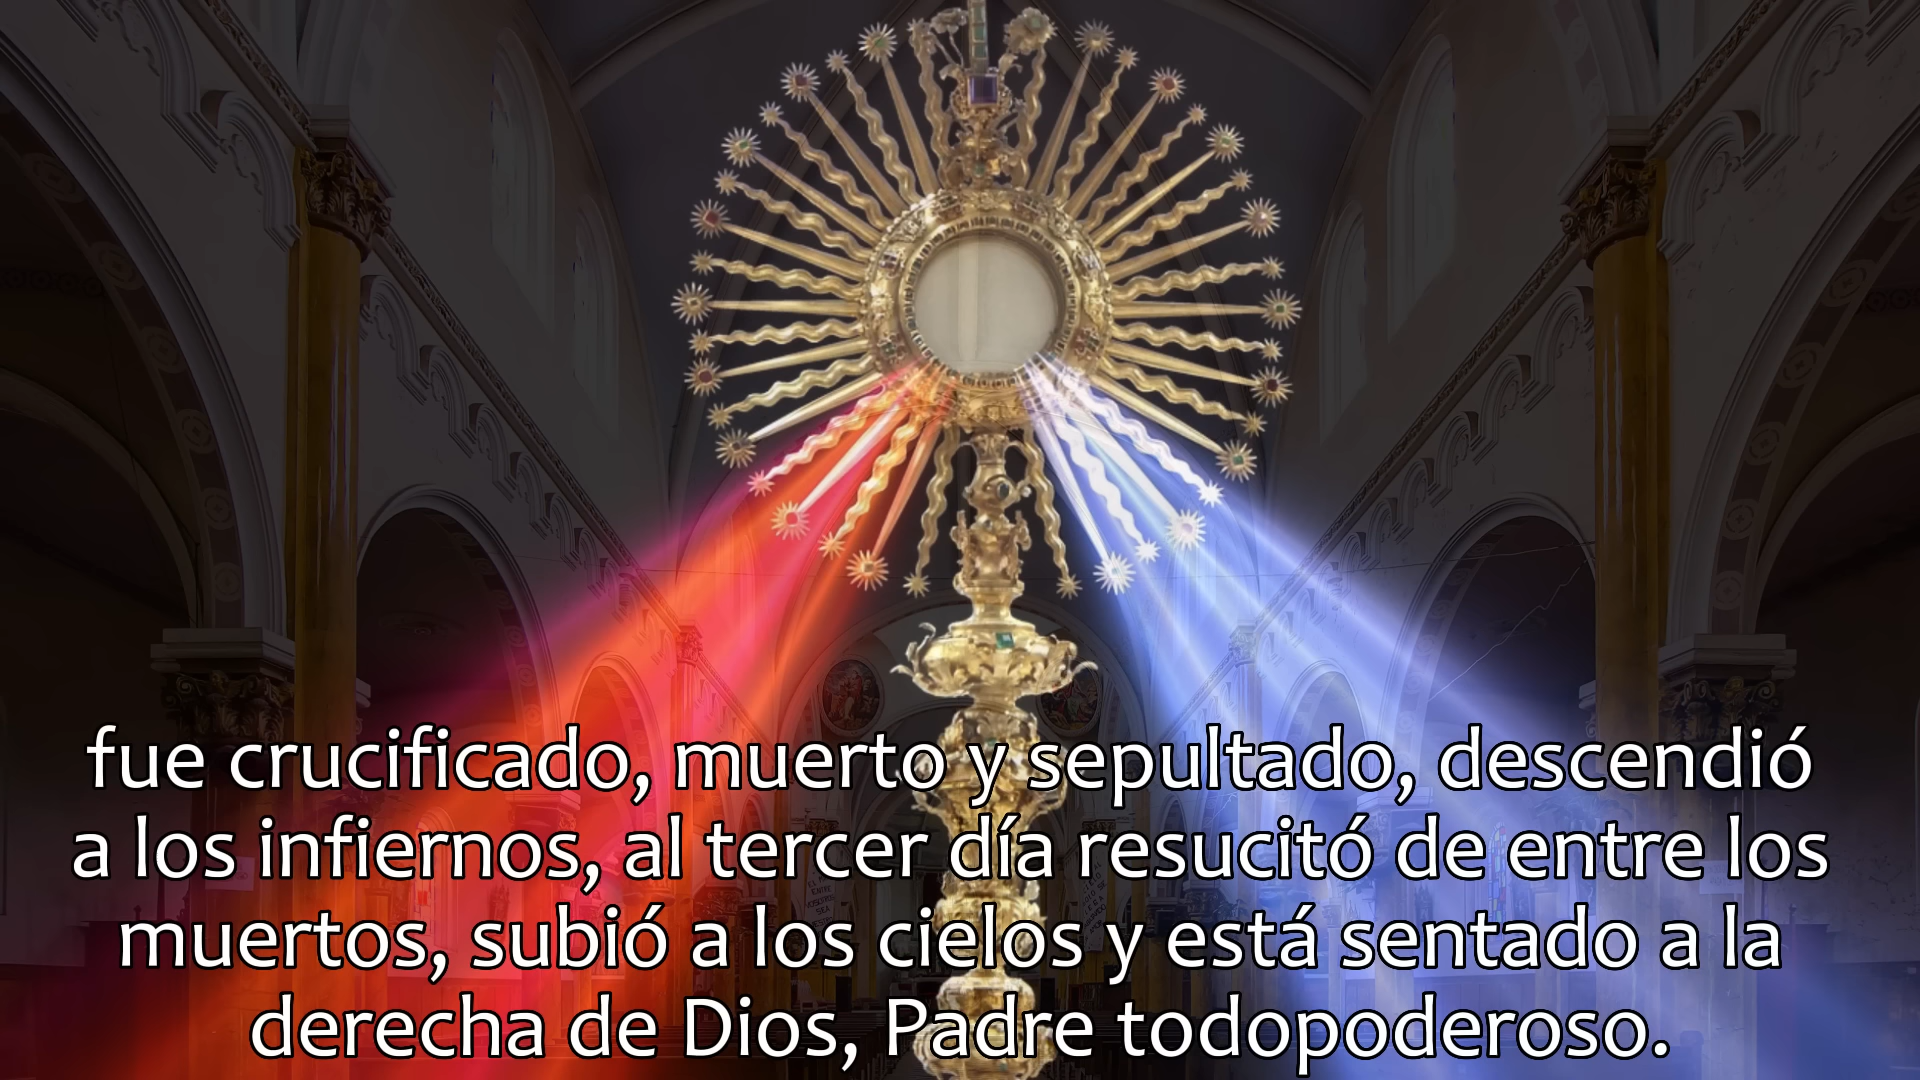 fue crucificado, muerto y sepultado, descendió
a los infiernos, al tercer día resucitó de entre los
muertos, subió a los cielos y está sentado a la
derecha de Dios, Padre todopoderoso.